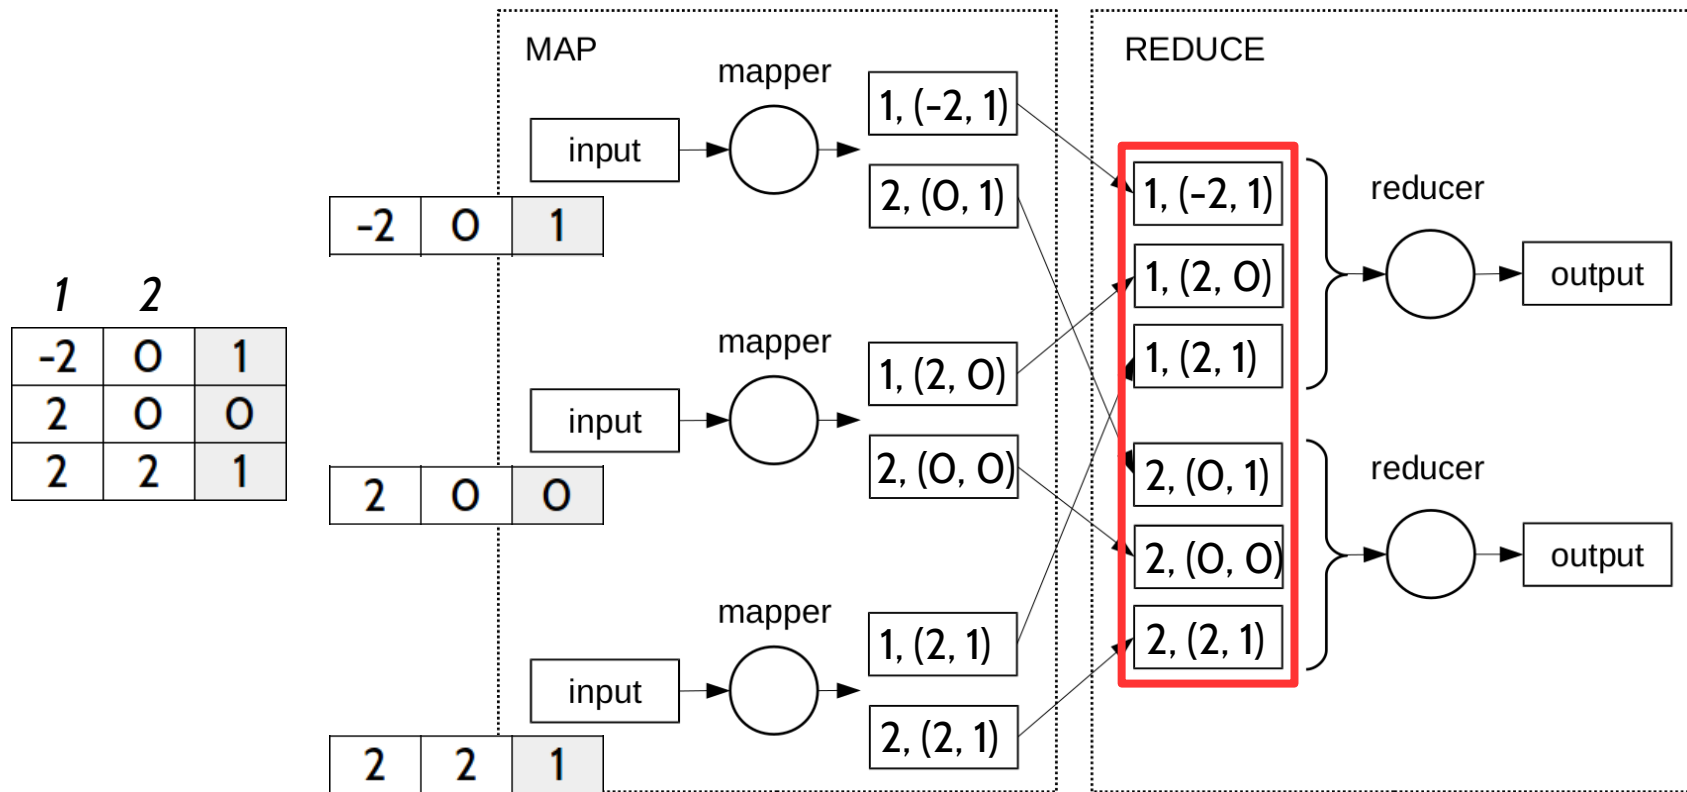 MAP
REDUCE
mapper
1, (-2, 1)
input
2, (0, 1)
-2 0 1
1 2
-2 0 1
2 0 0
2 2 1
mapper
1, (2, 0)
input
2, (0, 0)
2 0 0
mapper
1, (2, 1)
input
2, (2, 1)
2 2 1
1, (-2, 1)
1, (2, 0)
1, (2, 1)
reducer
output
2, (0, 1)
2, (0, 0)
2, (2, 1)
reducer
output